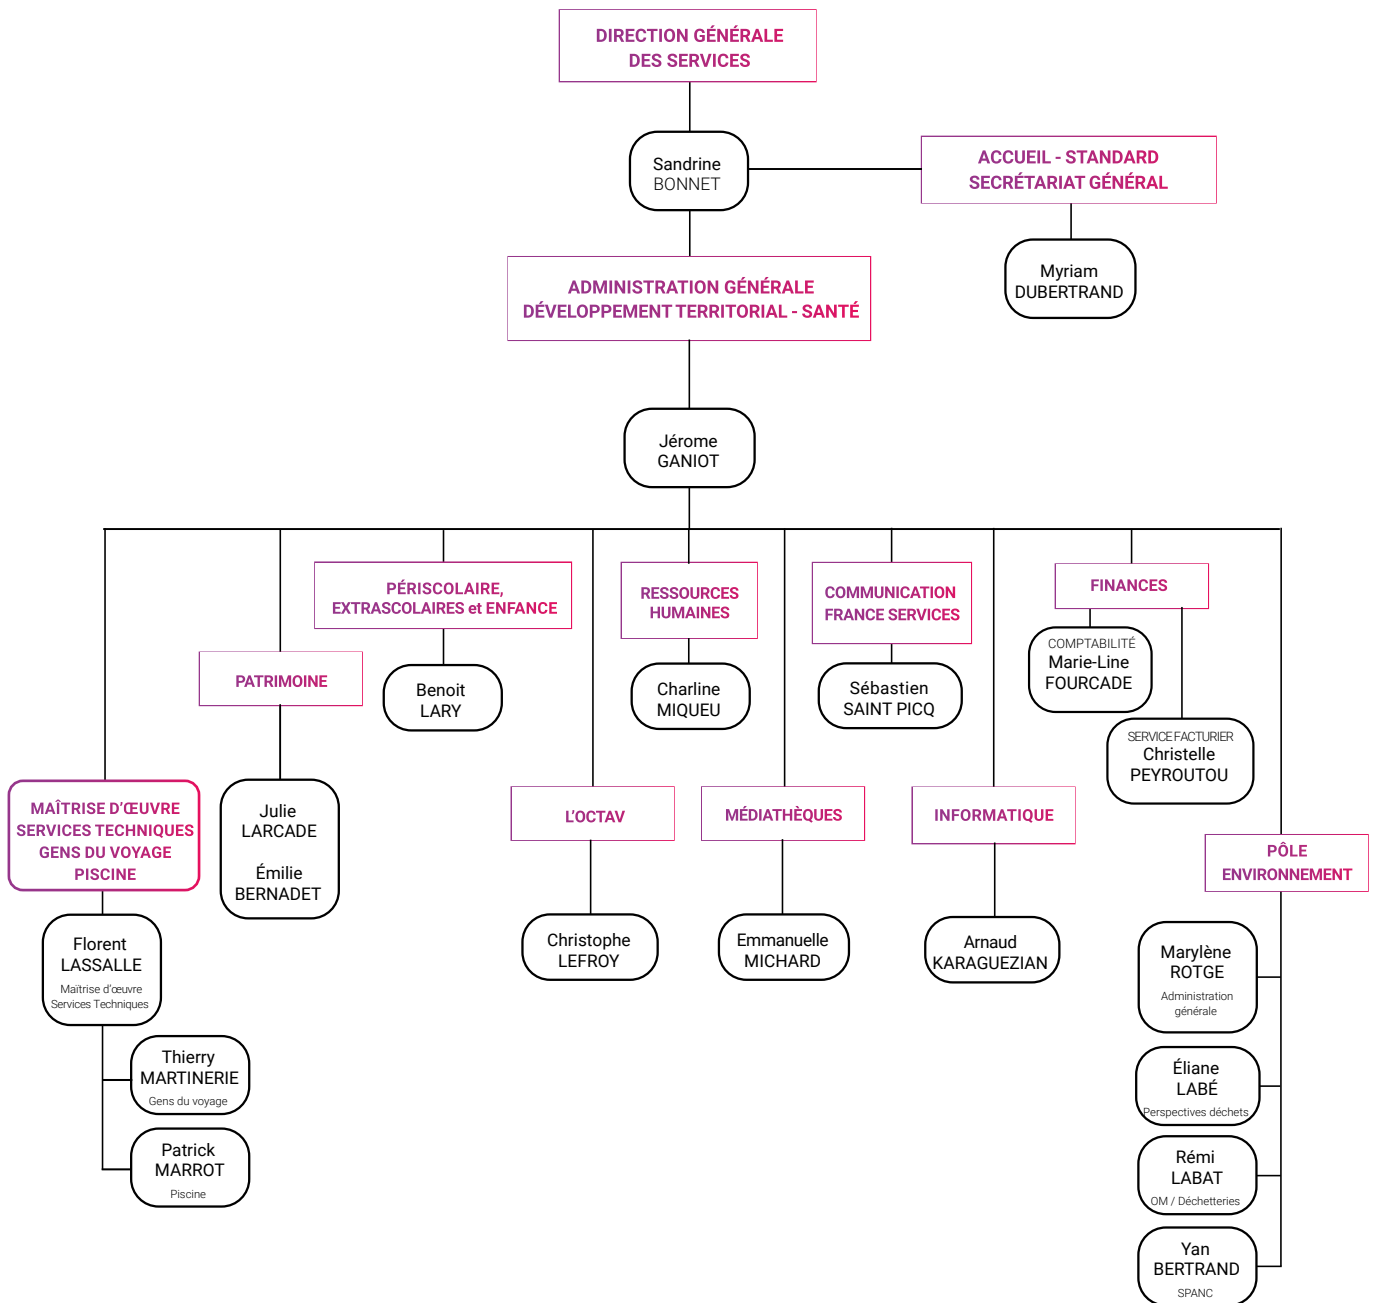 DIRECTION GÉNÉRALE
DES SERVICES
Sandrine
BONNET
ACCUEIL - STANDARD
SECRÉTARIAT GÉNÉRAL
Myriam
DUBERTRAND
ADMINISTRATION GÉNÉRALE
DÉVELOPPEMENT TERRITORIAL - SANTÉ
Jérome
GANIOT
MAÎTRISE D'ŒUVRE
SERVICES TECHNIQUES
GENS DU VOYAGE
PISCINE
Florent
LASSALLE
Maîtrise d'œuvre
Services Techniques
Thierry
MARTINERIE
Gens du voyage
Patrick
MARROT
Piscine
PATRIMOINE
Julie
LARCADE
Émilie
BERNADET
PÉRISCOLAIRE,
EXTRASCOLAIRES et ENFANCE
Benoit
LARY
L'OCTAV
Christophe
LEFROY
RESSOURCES
HUMAINES
Charline
MIQUEU
MÉDIATHÈQUES
Emmanuelle
MICHARD
COMMUNICATION
FRANCE SERVICES
Sébastien
SAINT PICQ
INFORMATIQUE
Arnaud
KARAGUEZIAN
FINANCES
COMPTABILITÉ
Marie-Line
FOURCADE
SERVICE FACTURIER
Christelle
PEYROUTOU
PÔLE
ENVIRONNEMENT
Marylène
ROTGE
Administration
générale
Éliane
LABÉ
Perspectives déchets
Rémi
LABAT
OM / Déchetteries
Yan
BERTRAND
SPANC